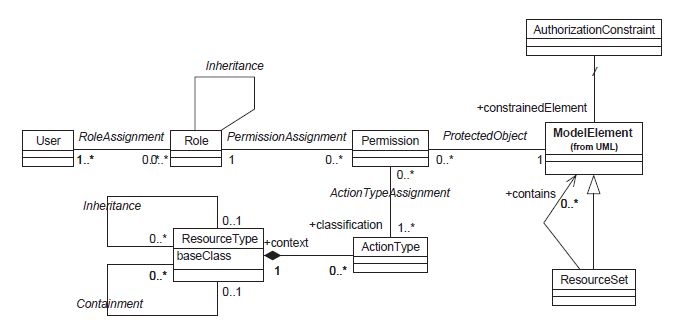 AuthorizationConstraint
Inheritance
+constrainedElement
User
RoleAssignment
Role
PermissionAssignment
Permission
ProtectedObject
ModelElement
(from UML)
1..*
0..*
1
0..*
0..*
1
0..*
ActionTypeAssignment
+contains
0..*
Inheritance
0..1
+classification
1..*
0..*
ResourceType
+context
ActionType
baseClass
0..*
1
0..*
ResourceSet
Containment
0..1